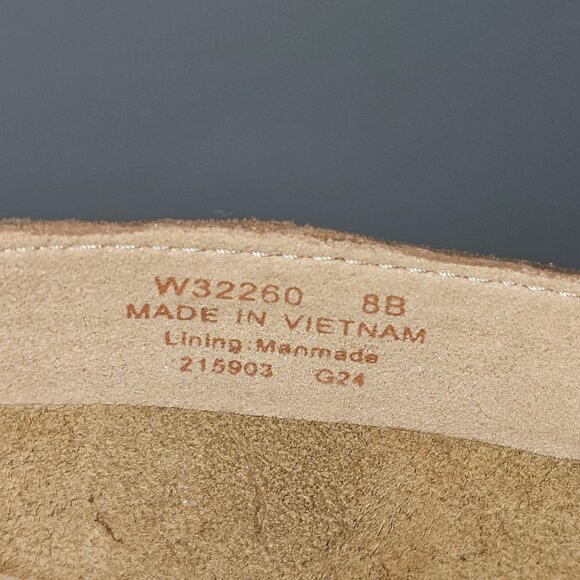 W32260 8B
MADE IN VIETNAM
Lining:Manmade
215903 G24